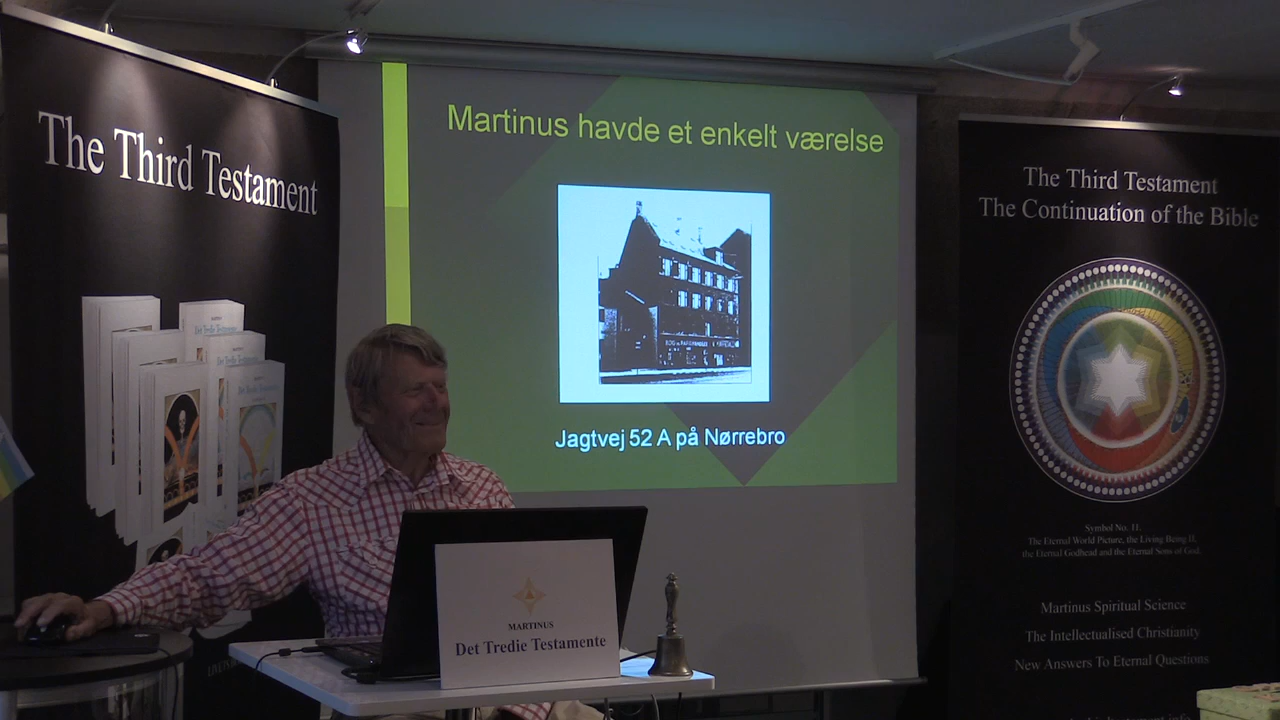 The Third Testament
Martinus havde et enkelt værelse
Jagtvej 52 A på Nørrebro
MARTINUS
Det Tredie Testamente
The Third Testament
The Continuation of the Bible
Symbol No. 11.
The Eternal World Picture, the Living Being II,
the Eternal Godhead and the Eternal Sons of God.
Martinus Spiritual Science
The Intellectualised Christianity
New Answers To Eternal Questions